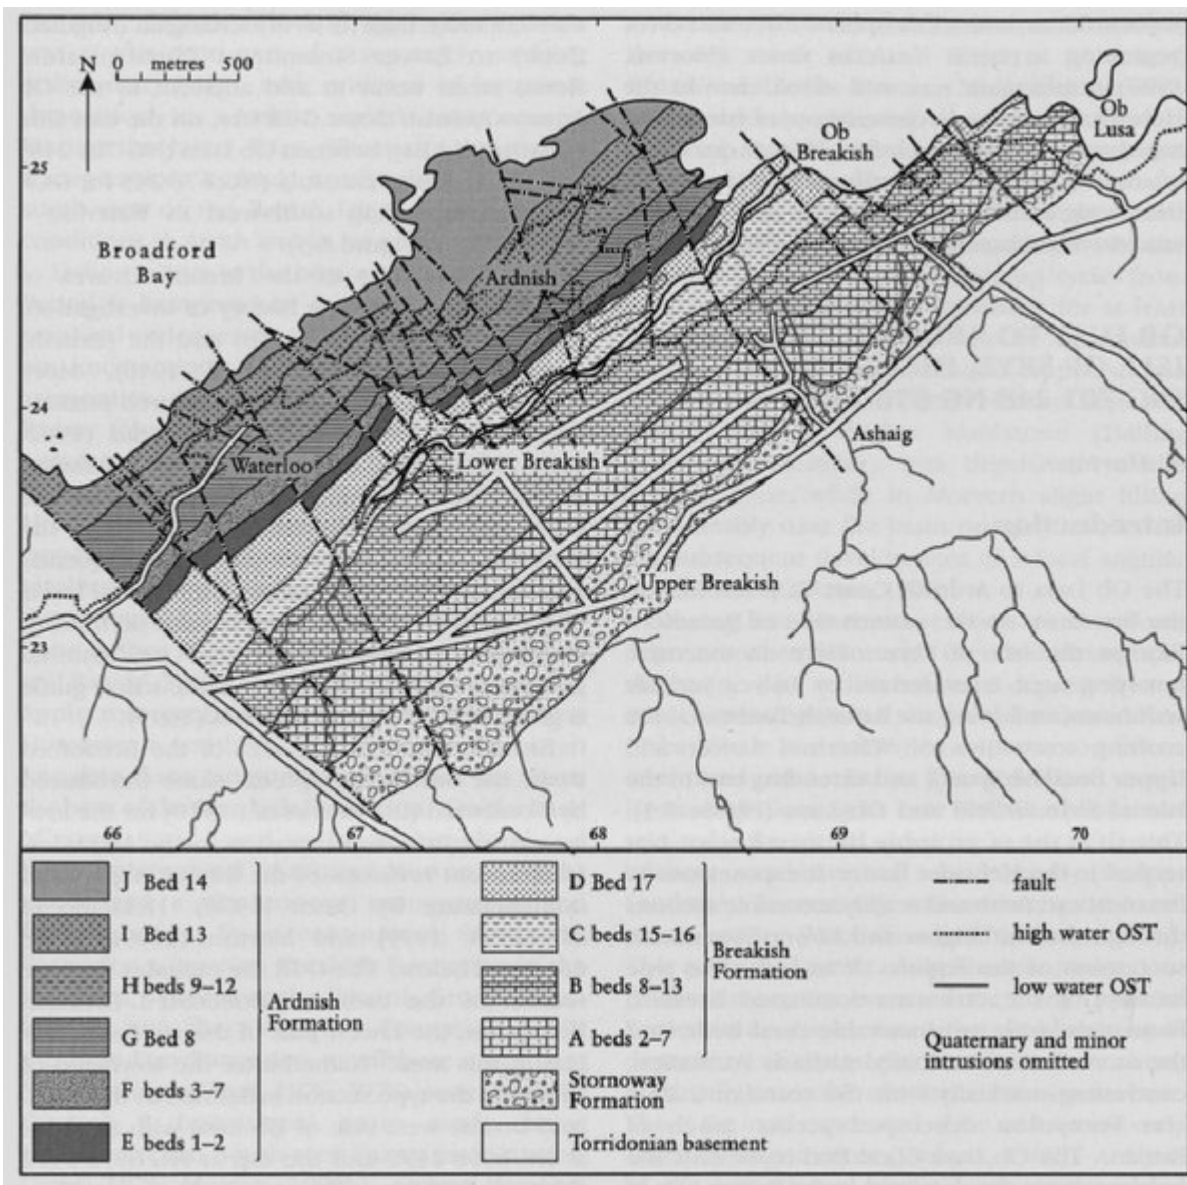 N
0 metres 500
Ob
Lusa
Ob
Breakish
25
Broadford
Bay
Ardnish
24
Ashaig
Waterloo
Lower Breakish
Upper Breakish
23
66
67
68
69
70
J Bed 14
I Bed 13
H beds 9–12
G Bed 8
F beds 3–7
E beds 1–2
Ardnish
Formation
D Bed 17
C beds 15–16
B beds 8–13
A beds 2–7
Stornoway
Formation
Torridonian basement
Breakish
Formation
fault
high water OST
low water OST
Quaternary and minor
intrusions omitted